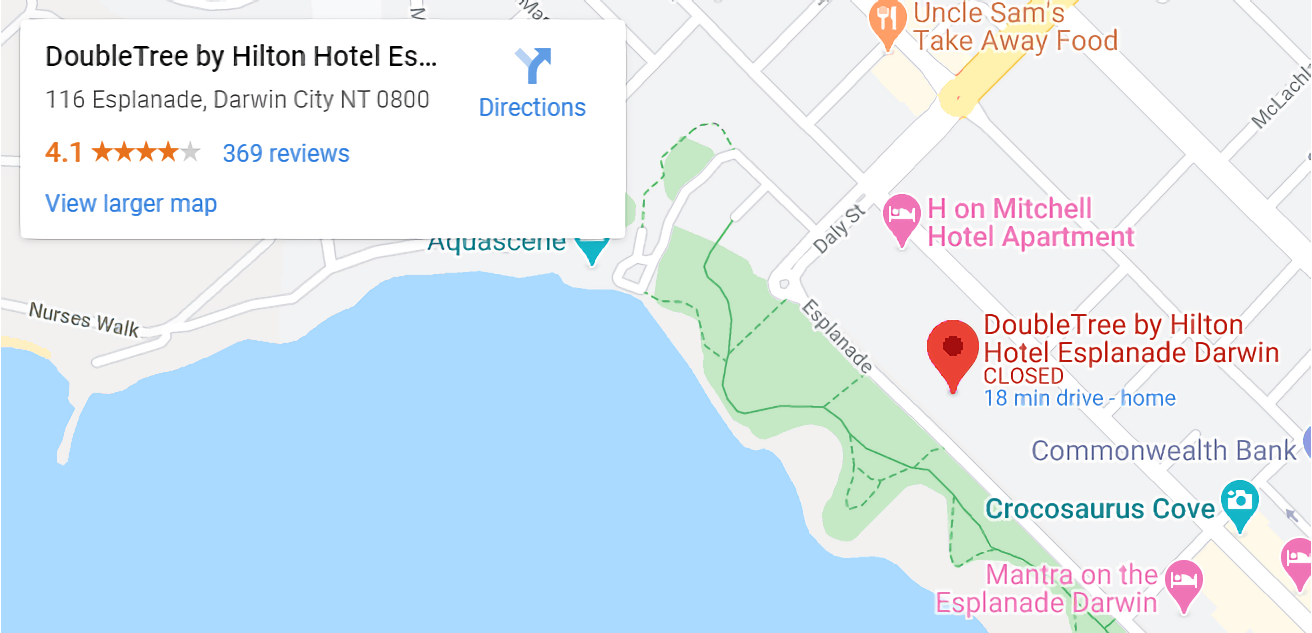 DoubleTree by Hilton Hotel Es...
116 Esplanade, Darwin City NT 0800
4.1
369 reviews
View larger map
Directions
Uncle Sam's
Take Away Food
Daly St
H on Mitchell
Hotel Apartment
Aquascene
Nurses Walk
Esplanade
DoubleTree by Hilton
Hotel Esplanade Darwin
CLOSED
18 min drive - home
Commonwealth Bank
Crocosaurus Cove
Mantra on the
Esplanade Darwin